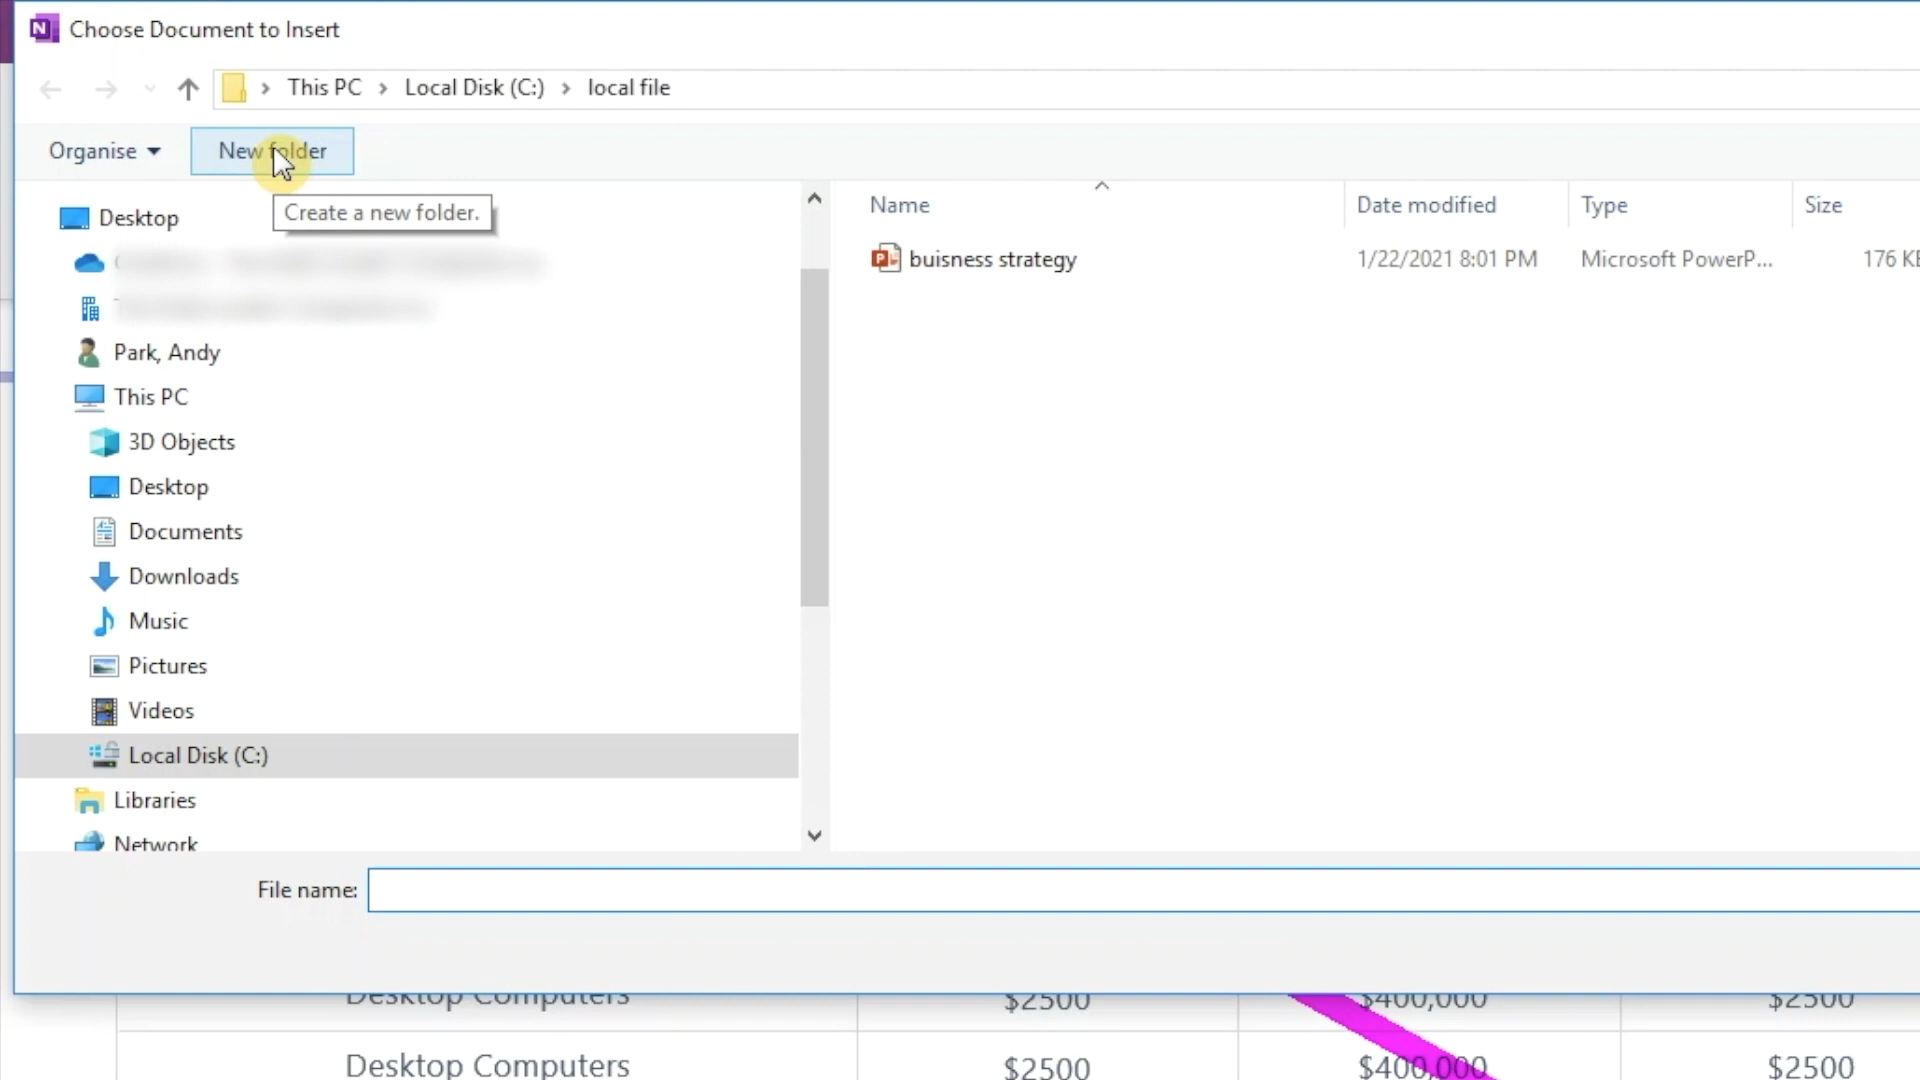 Choose Document to Insert
This PC > Local Disk (C:) > local file
Organise New folder
Create a new folder.
Desktop
Park, Andy
This PC
3D Objects
Desktop
Documents
Downloads
Music
Pictures
Videos
Local Disk (C:)
Libraries
Network
Name Date modified Type Size
buisness strategy 1/22/2021 8:01 PM Microsoft PowerP... 176 KB
File name:
Desktop Computers $2500 $400,000 $2500
Desktop Computers $2500 $400,000 $2500